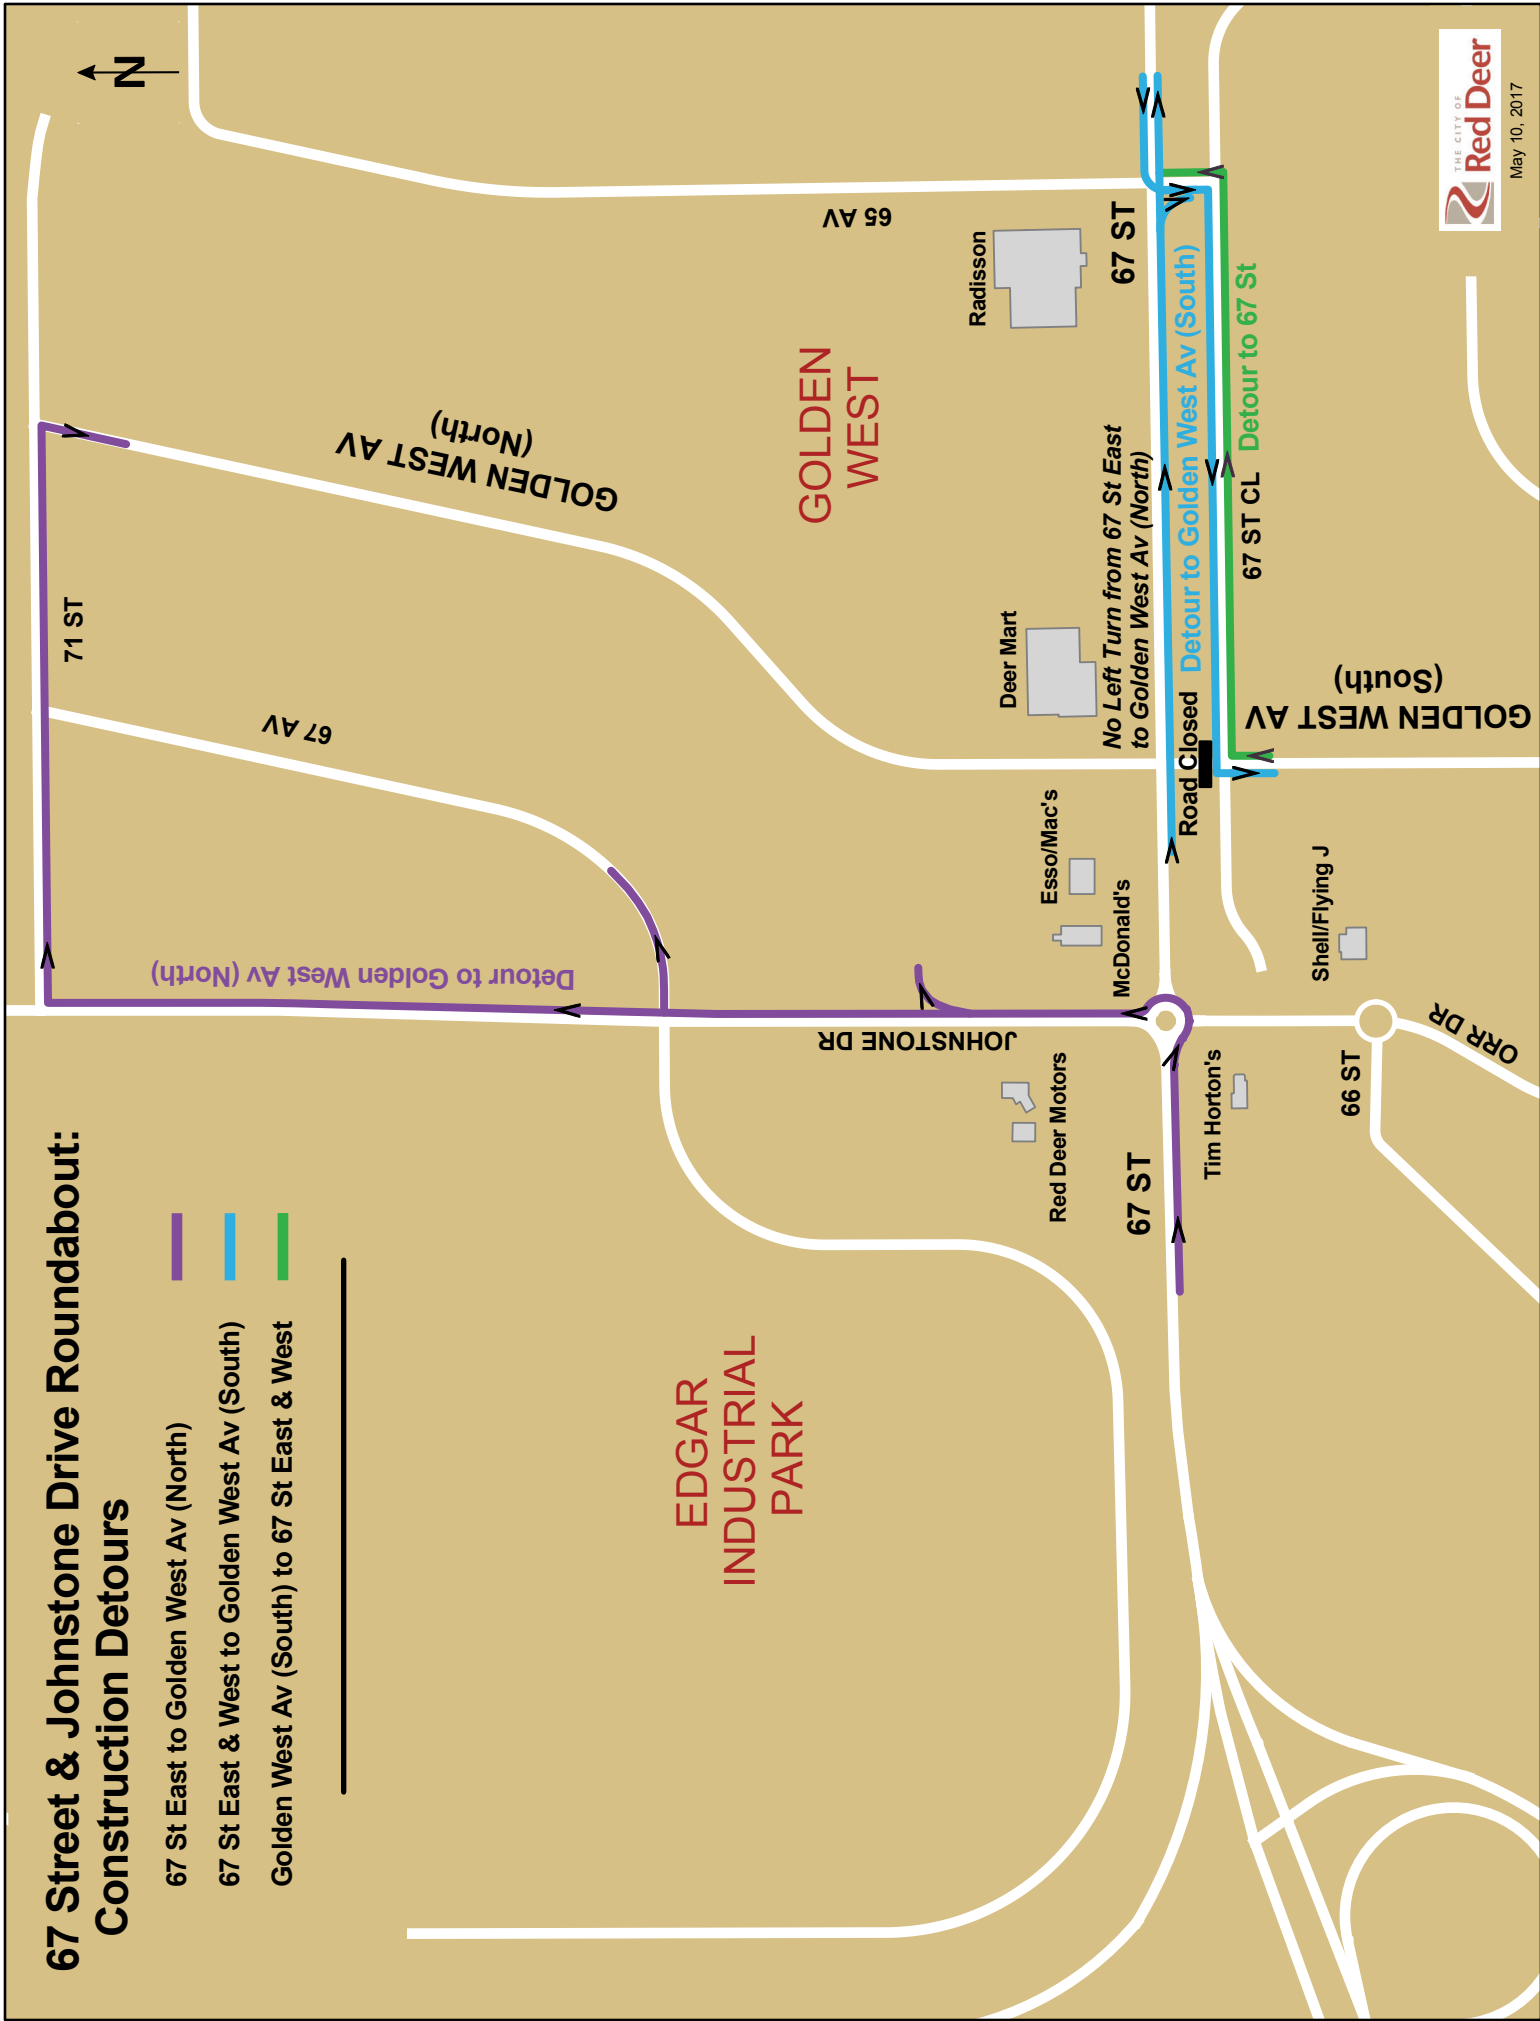 67 Street & Johnstone Drive Roundabout:
Construction Detours
67 St East to Golden West Av (North)
67 St East & West to Golden West Av (South)
Golden West Av (South) to 67 St East & West
N
71 ST
67 AV
GOLDEN WEST AV
(North)
65 AV
Detour to Golden West Av (North)
EDGAR
INDUSTRIAL
PARK
GOLDEN
WEST
JOHNSTONE DR
Radisson
Deer Mart
Esso/Mac's
McDonald's
Red Deer Motors
67 ST
67 ST
No Left Turn from 67 St East
to Golden West Av (North)
Road Closed
Detour to Golden West Av (South)
Detour to 67 St
67 ST CL
Tim Horton's
Shell/Flying J
66 ST
ORR DR
GOLDEN WEST AV
(South)
THE CITY OF
Red Deer
May 10, 2017